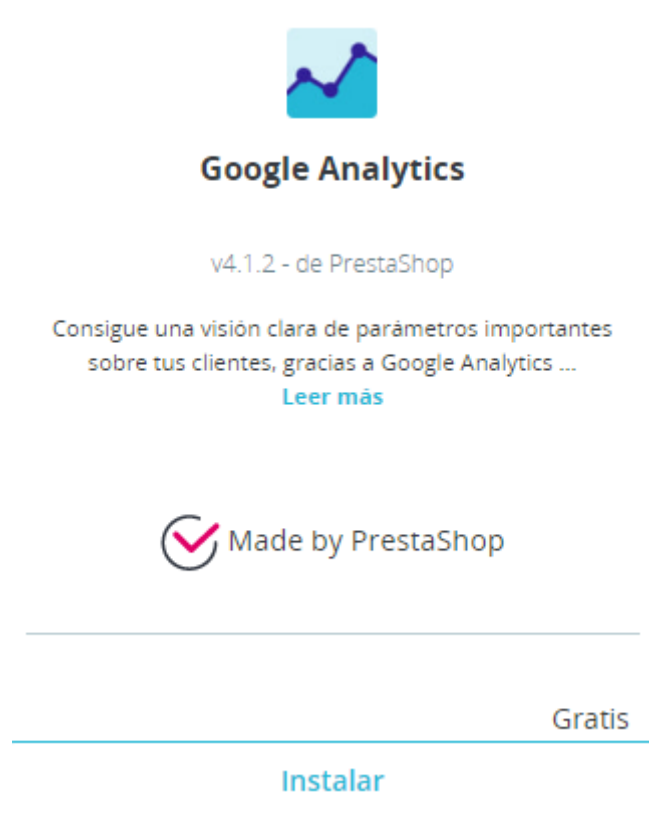 Google Analytics
v4.1.2 - de PrestaShop
Consigue una visión clara de parámetros importantes
sobre tus clientes, gracias a Google Analytics ...
Leer más
Made by PrestaShop
Gratis
Instalar